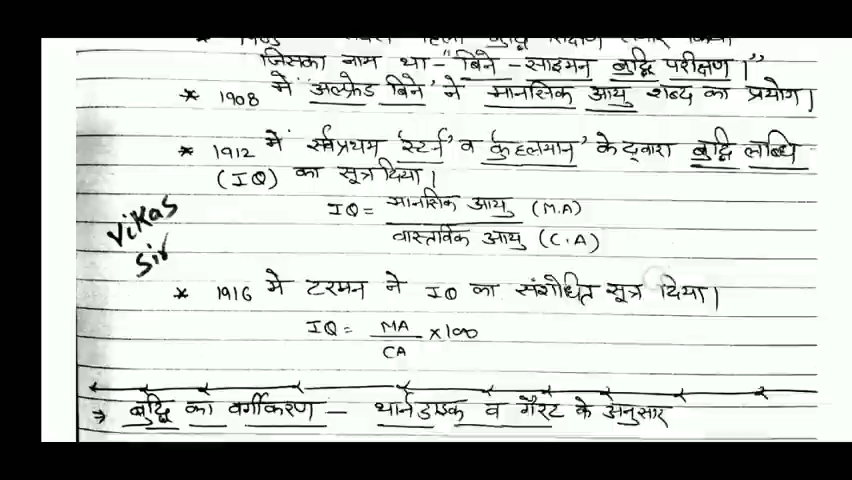 जिसका नाम था - "बिने - साइमन बुद्धि परीक्षण।"
* 1908 में 'अल्फ्रेड बिने' ने मानसिक आयु शब्द का प्रयोग।
* 1912 में सर्वप्रथम 'स्टर्न' व 'कुहलमान' के द्वारा बुद्धि लब्धि
(IQ) का सूत्र दिया।
IQ = मानसिक आयु (M.A)
वास्तविक आयु (C.A)
Vikas
Sir
* 1916 में टरमन ने IQ का संशोधित सूत्र दिया।
IQ = MA × 100
CA
→ बुद्धि का वर्गीकरण - थार्नडाइक व गैरेट के अनुसार